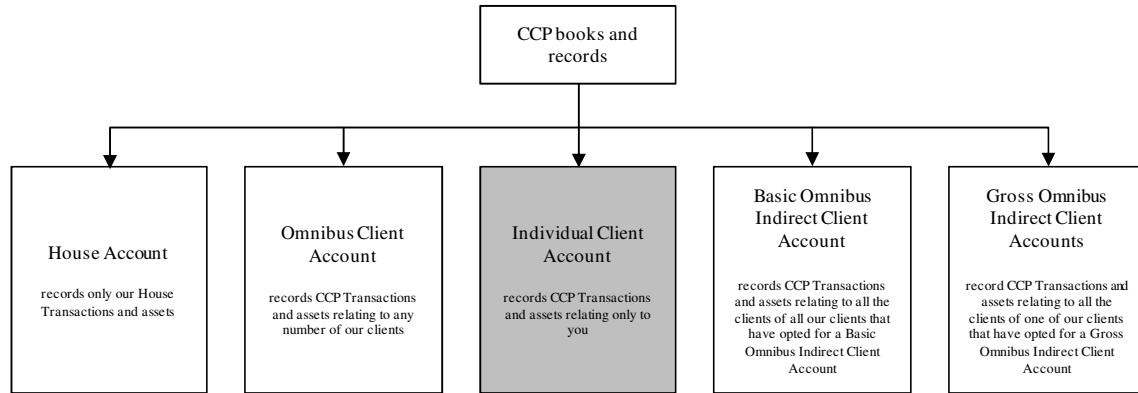 CCP books and
records
House Account
records only our House
Transactions and assets
Omnibus Client
Account
records CCP Transactions
and assets relating to any
number of our clients
Individual Client
Account
records CCP Transactions
and assets relating only to
you
Basic Omnibus
Indirect Client
Account
records CCP Transactions
and assets relating to all the
clients of all our clients that
have opted for a Basic
Omnibus Indirect Client
Account
Gross Omnibus
Indirect Client
Accounts
record CCP Transactions and
assets relating to all the
clients of one of our clients
that have opted for a Gross
Omnibus Indirect Client
Account